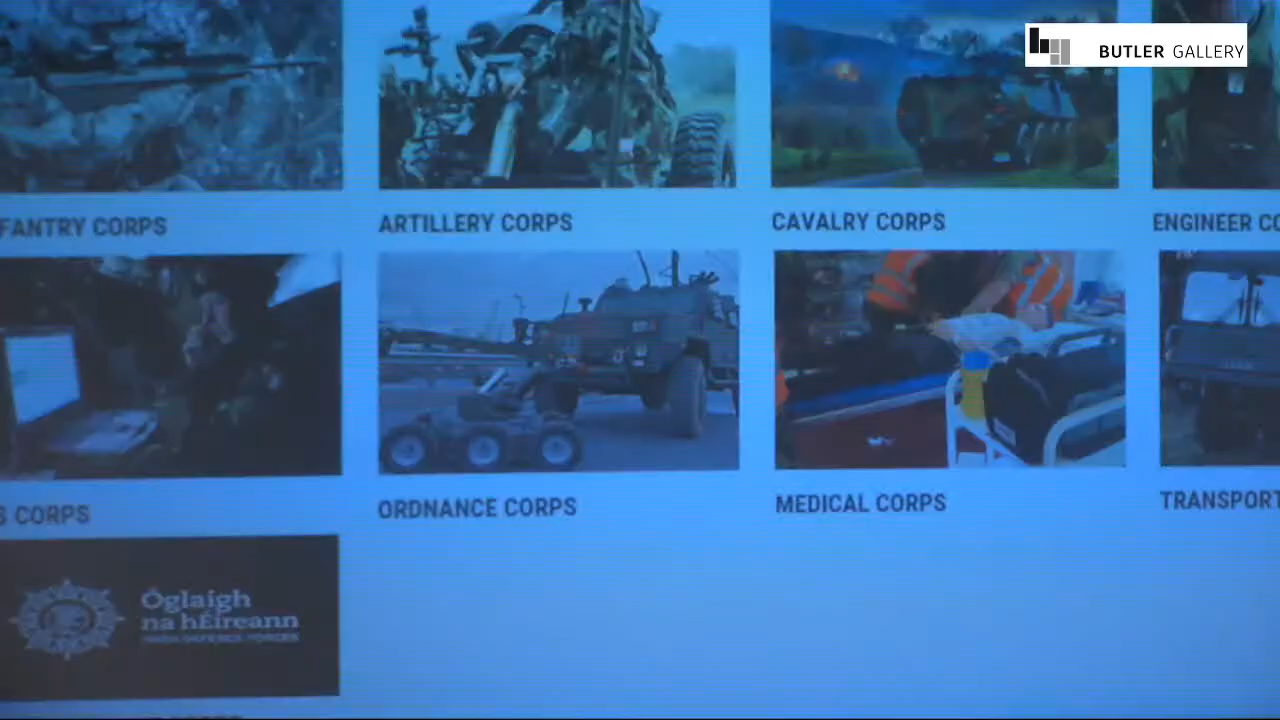 BUTLER GALLERY
FANTRY CORPS
ARTILLERY CORPS
CAVALRY CORPS
ENGINEER CO
S CORPS
ORDNANCE CORPS
MEDICAL CORPS
TRANSPORT
Óglaigh
na hÉireann